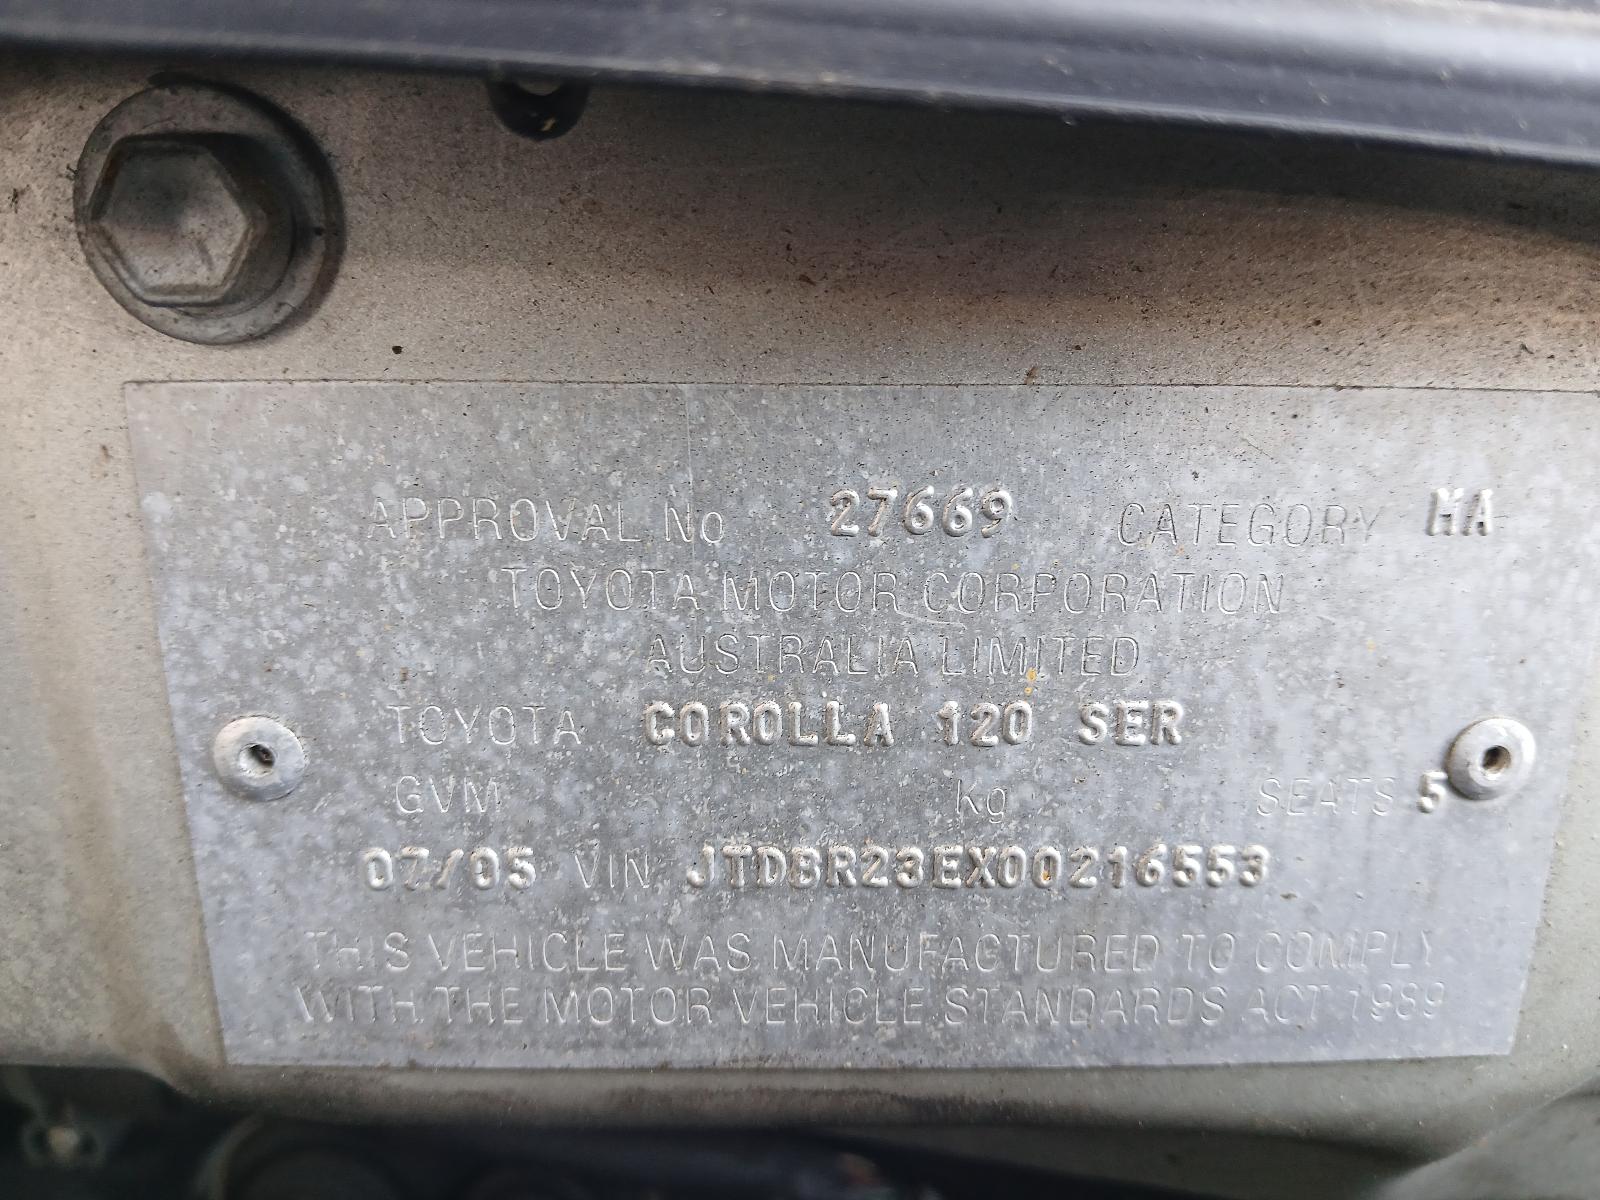 APPROVAL No 27669 CATEGORY MA
TOYOTA MOTOR CORPORATION
AUSTRALIA LIMITED
TOYOTA COROLLA 120 SER
GVM Kg SEATS 5
07/05 VIN JTDBR23EX00216553
THIS VEHICLE WAS MANUFACTURED TO COMPLY
WITH THE MOTOR VEHICLE STANDARDS ACT 1989